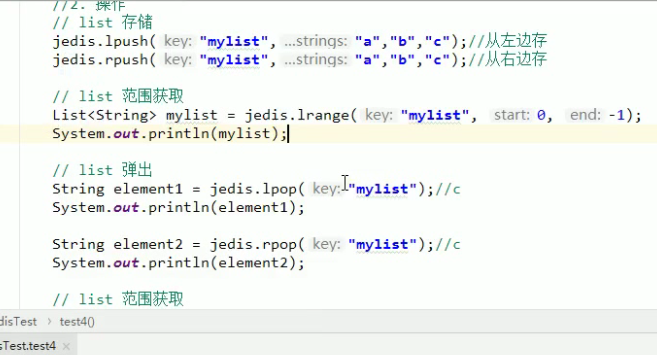 //2. 操作
// list 存储
jedis.lpush( key: "mylist", ...strings: "a","b","c");//从左边存
jedis.rpush( key: "mylist", ...strings: "a","b","c");//从右边存
// list 范围获取
List<String> mylist = jedis.lrange( key: "mylist", start: 0, end: -1);
System.out.println(mylist);
// list 弹出
String element1 = jedis.lpop( key: "mylist");//c
System.out.println(element1);
String element2 = jedis.rpop( key: "mylist");//c
System.out.println(element2);
// list 范围获取
disTest › test4()
sTest.test4 ×